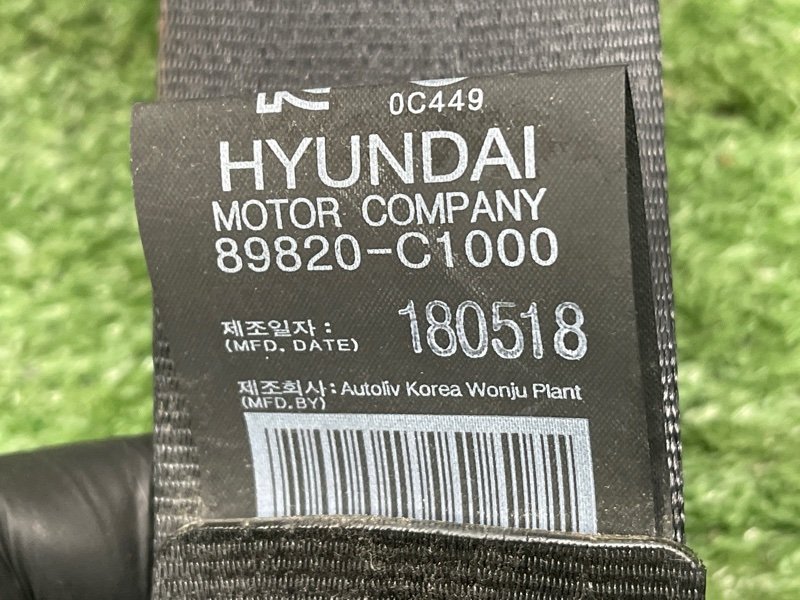 0C449
HYUNDAI
MOTOR COMPANY
89820-C1000
제조일자 : 180518
(MFD. DATE)
제조회사: Autoliv Korea Wonju Plant
(MFD.BY)